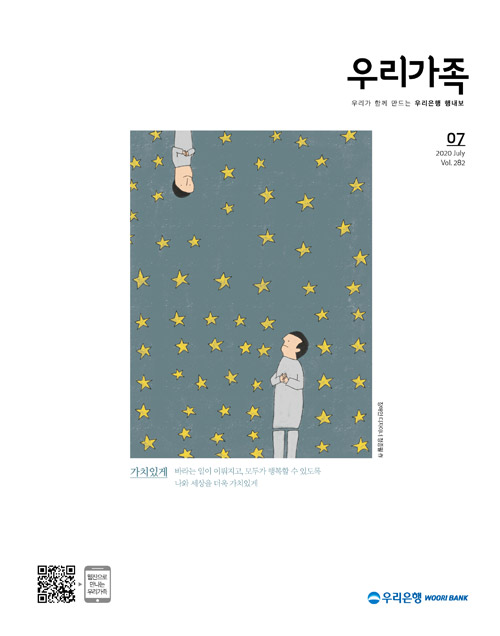 우리가족
우리가 함께 만드는 우리은행 행내보
07
2020 July
Vol. 282
가치있게
바라는 일이 이뤄지고, 모두가 행복할 수 있도록
나와 세상을 더욱 가치있게
웹진으로
만나는
우리가족
우리은행 WOORI BANK